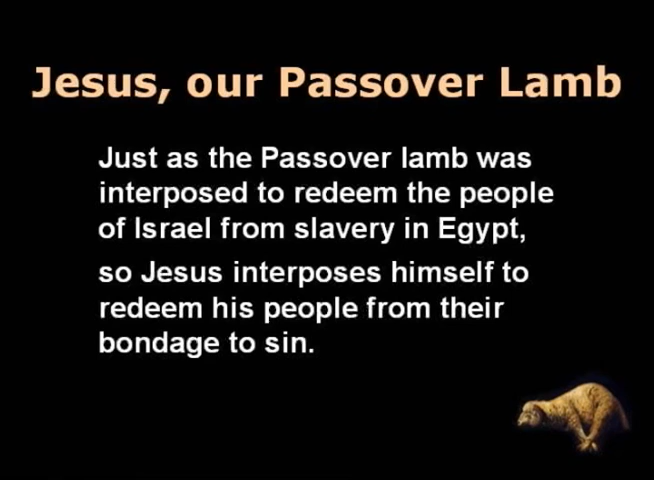 Jesus, our Passover Lamb
Just as the Passover lamb was
interposed to redeem the people
of Israel from slavery in Egypt,
so Jesus interposes himself to
redeem his people from their
bondage to sin.